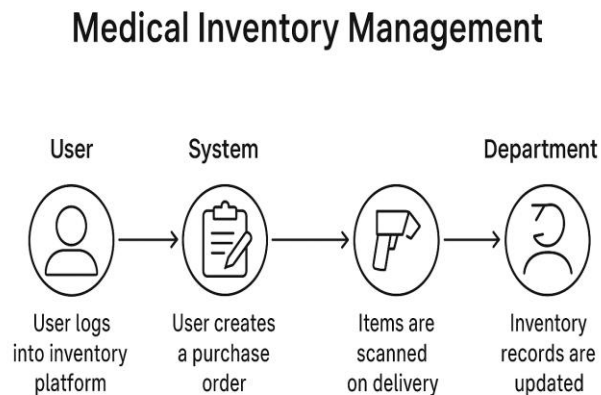 Medical Inventory Management
User
System
Department
User logs
into inventory
platform
User creates
a purchase
order
Items are
scanned
on delivery
Inventory
records are
updated